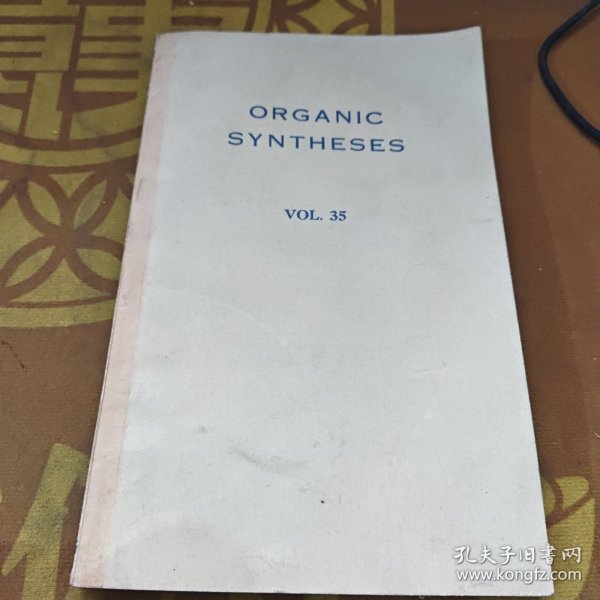 ORGANIC
SYNTHESES
VOL. 35
孔夫子旧书网
www.kongfz.com